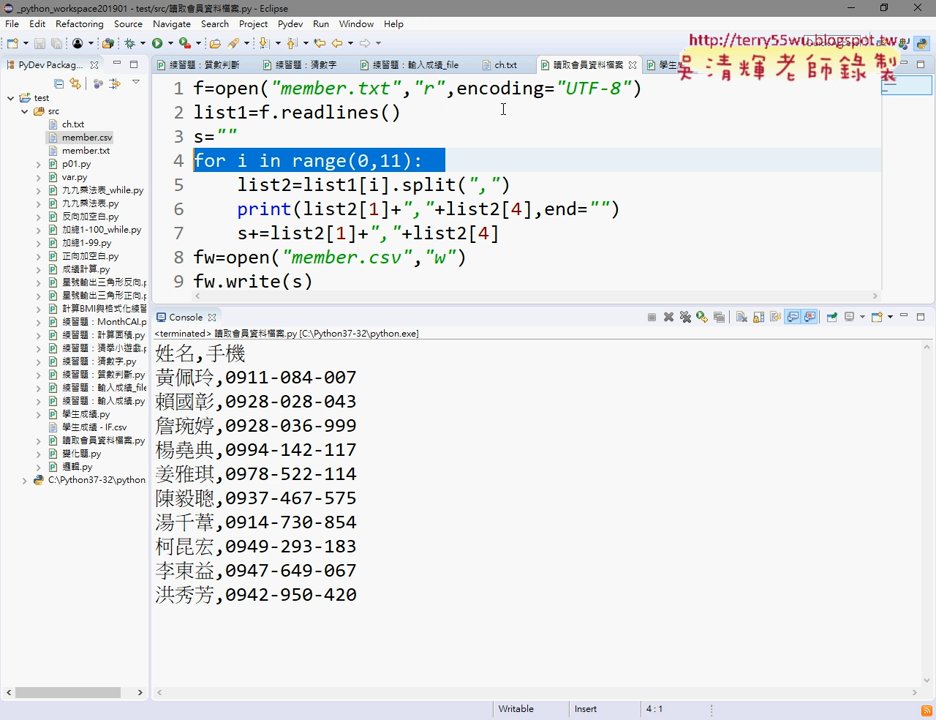 _python_workspace201901 - test/src/讀取會員資料檔案.py - Eclipse
File Edit Refactoring Source Navigate Search Project Pydev Run Window Help
http://terry55wu.blogspot.tw
吳清輝老師錄製
PyDev Packag...
練習題：質數判斷 練習題：猜數字 練習題：輸入成績_file ch.txt 讀取會員資料檔案
test
src
ch.txt
member.csv
member.txt
p01.py
var.py
九九乘法表_while.py
九九乘法表.py
反向加空白.py
加總1-100_while.py
加總1-99.py
正向加空白.py
成績計算.py
星號輸出三角形反向.p
星號輸出三角形正向.p
計算BMI與格式化練習
練習題：MonthCAl.p
練習題：計算面積.py
練習題：猜拳小遊戲.p
練習題：猜數字.py
練習題：質數判斷.py
練習題：輸入成績_file
練習題：輸入成績.py
學生成績.py
學生成績 - IF.csv
讀取會員資料檔案.py
變化題.py
邏輯.py
C:\Python37-32\python
1 f=open("member.txt","r",encoding="UTF-8")
2 list1=f.readlines()
3 s=""
4 for i in range(0,11):
5 list2=list1[i].split(",")
6 print(list2[1]+","+list2[4],end="")
7 s+=list2[1]+","+list2[4]
8 fw=open("member.csv","w")
9 fw.write(s)
Console
<terminated> 讀取會員資料檔案.py [C:\Python37-32\python.exe]
姓名,手機
黃佩玲,0911-084-007
賴國彰,0928-028-043
詹琬婷,0928-036-999
楊堯典,0994-142-117
姜雅琪,0978-522-114
陳毅聰,0937-467-575
湯千葦,0914-730-854
柯昆宏,0949-293-183
李東益,0947-649-067
洪秀芳,0942-950-420
Writable Insert 4 : 1